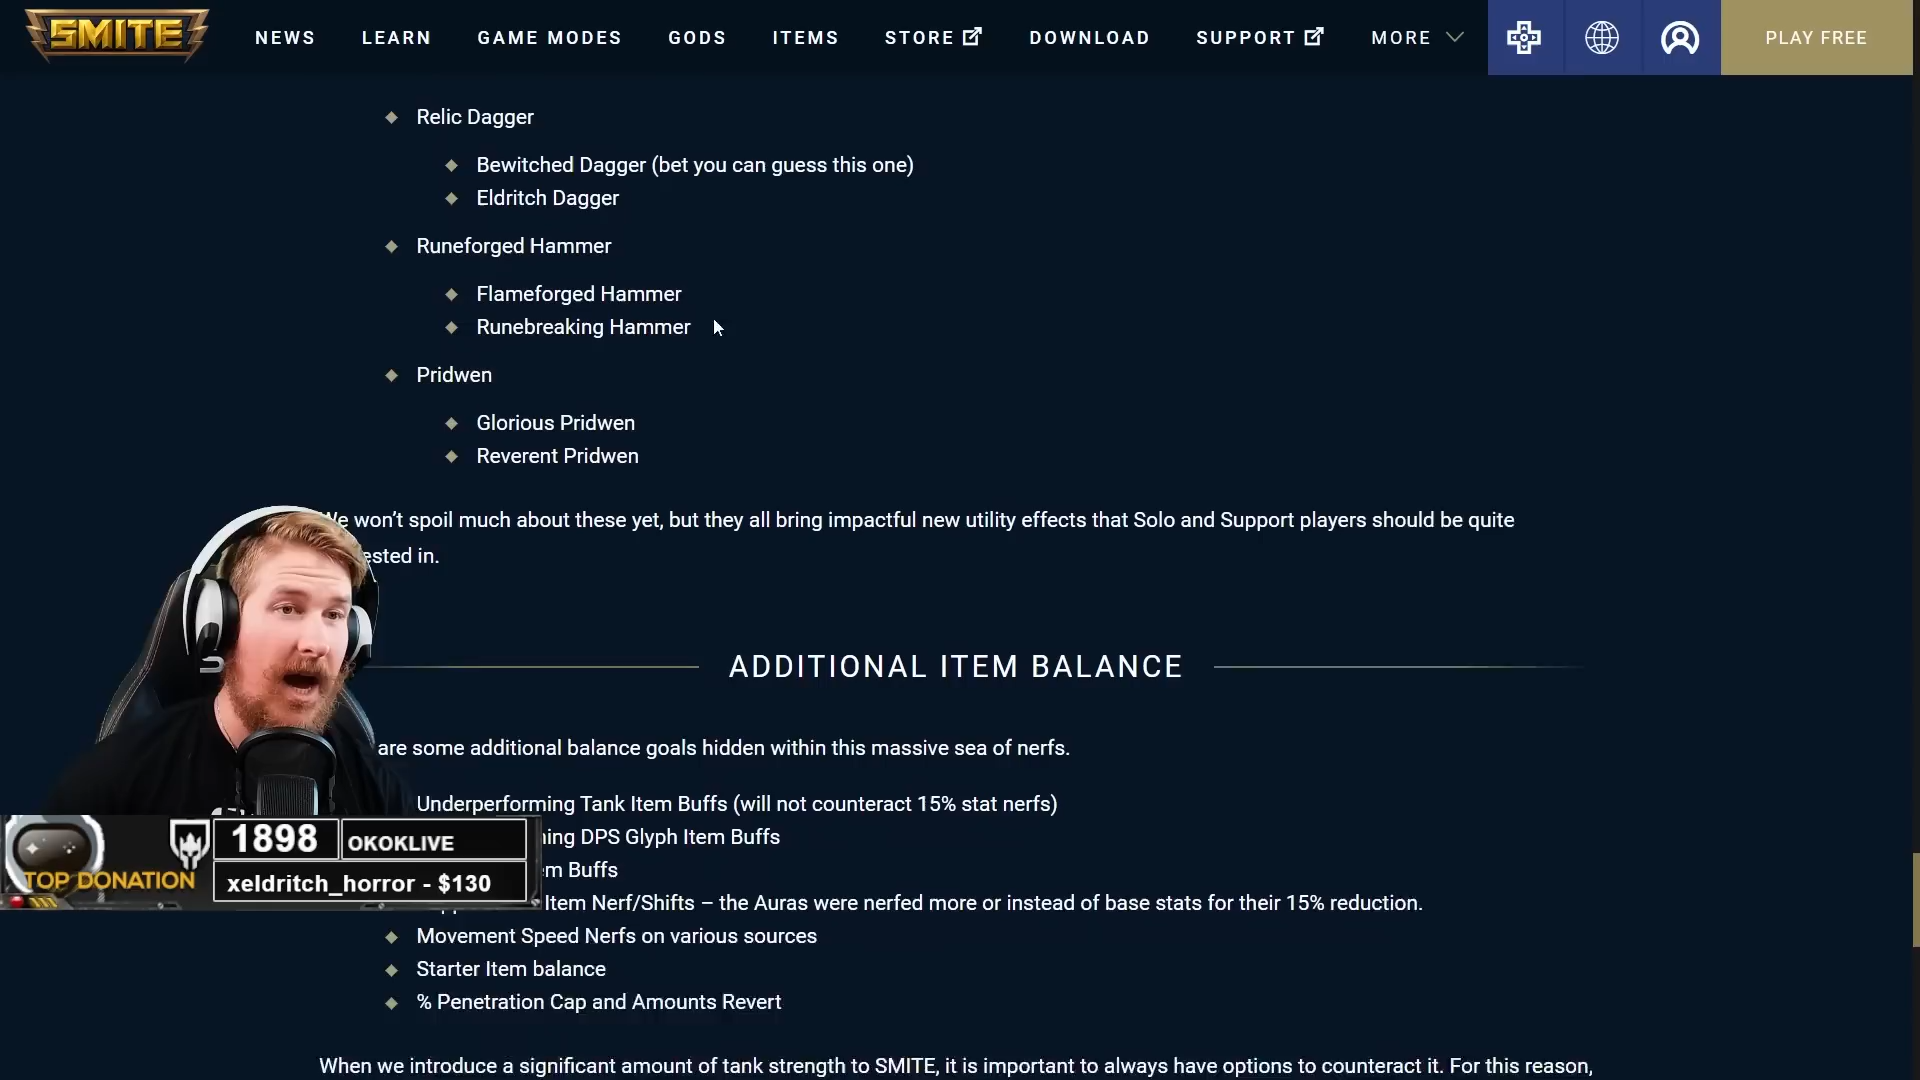 SMITE
NEWS LEARN GAME MODES GODS ITEMS STORE DOWNLOAD SUPPORT MORE PLAY FREE
Relic Dagger
Bewitched Dagger (bet you can guess this one)
Eldritch Dagger
Runeforged Hammer
Flameforged Hammer
Runebreaking Hammer
Pridwen
Glorious Pridwen
Reverent Pridwen
We won’t spoil much about these yet, but they all bring impactful new utility effects that Solo and Support players should be quite
ested in.
ADDITIONAL ITEM BALANCE
are some additional balance goals hidden within this massive sea of nerfs.
Underperforming Tank Item Buffs (will not counteract 15% stat nerfs)
ing DPS Glyph Item Buffs
m Buffs
Item Nerf/Shifts – the Auras were nerfed more or instead of base stats for their 15% reduction.
Movement Speed Nerfs on various sources
Starter Item balance
% Penetration Cap and Amounts Revert
When we introduce a significant amount of tank strength to SMITE, it is important to always have options to counteract it. For this reason,
1898 OKOKLIVE
TOP DONATION xeldritch_horror - $130